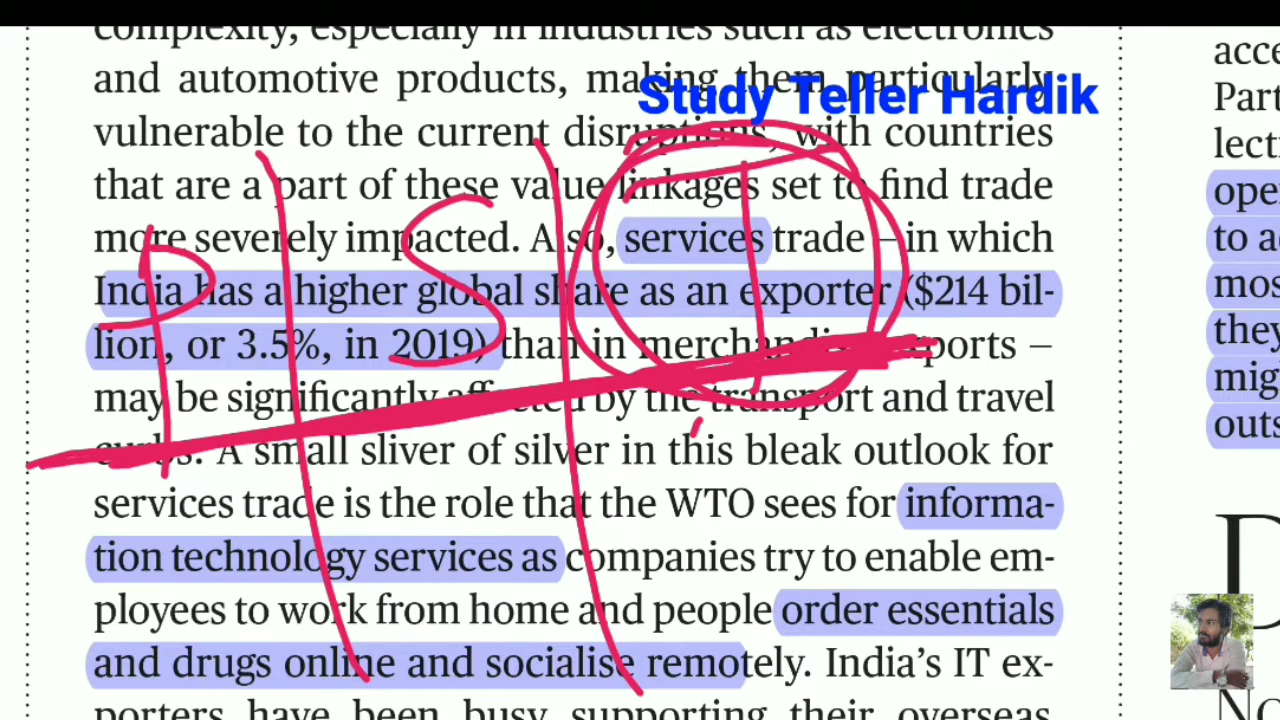 complexity, especially in industries such as electronics
and automotive products, making them particularly
Study Teller Hardik
vulnerable to the current disruptions, with countries
that are a part of these value linkages set to find trade
more severely impacted. Also, services trade — in which
India has a higher global share as an exporter ($214 bil-
lion, or 3.5%, in 2019) than in merchandise exports —
may be significantly affected by the transport and travel
curbs. A small sliver of silver in this bleak outlook for
services trade is the role that the WTO sees for informa-
tion technology services as companies try to enable em-
ployees to work from home and people order essentials
and drugs online and socialise remotely. India's IT ex-
porters have been busy supporting their overseas
P S T
acce
Part
lecti
ope
to a
mos
they
mig
outs
D
No